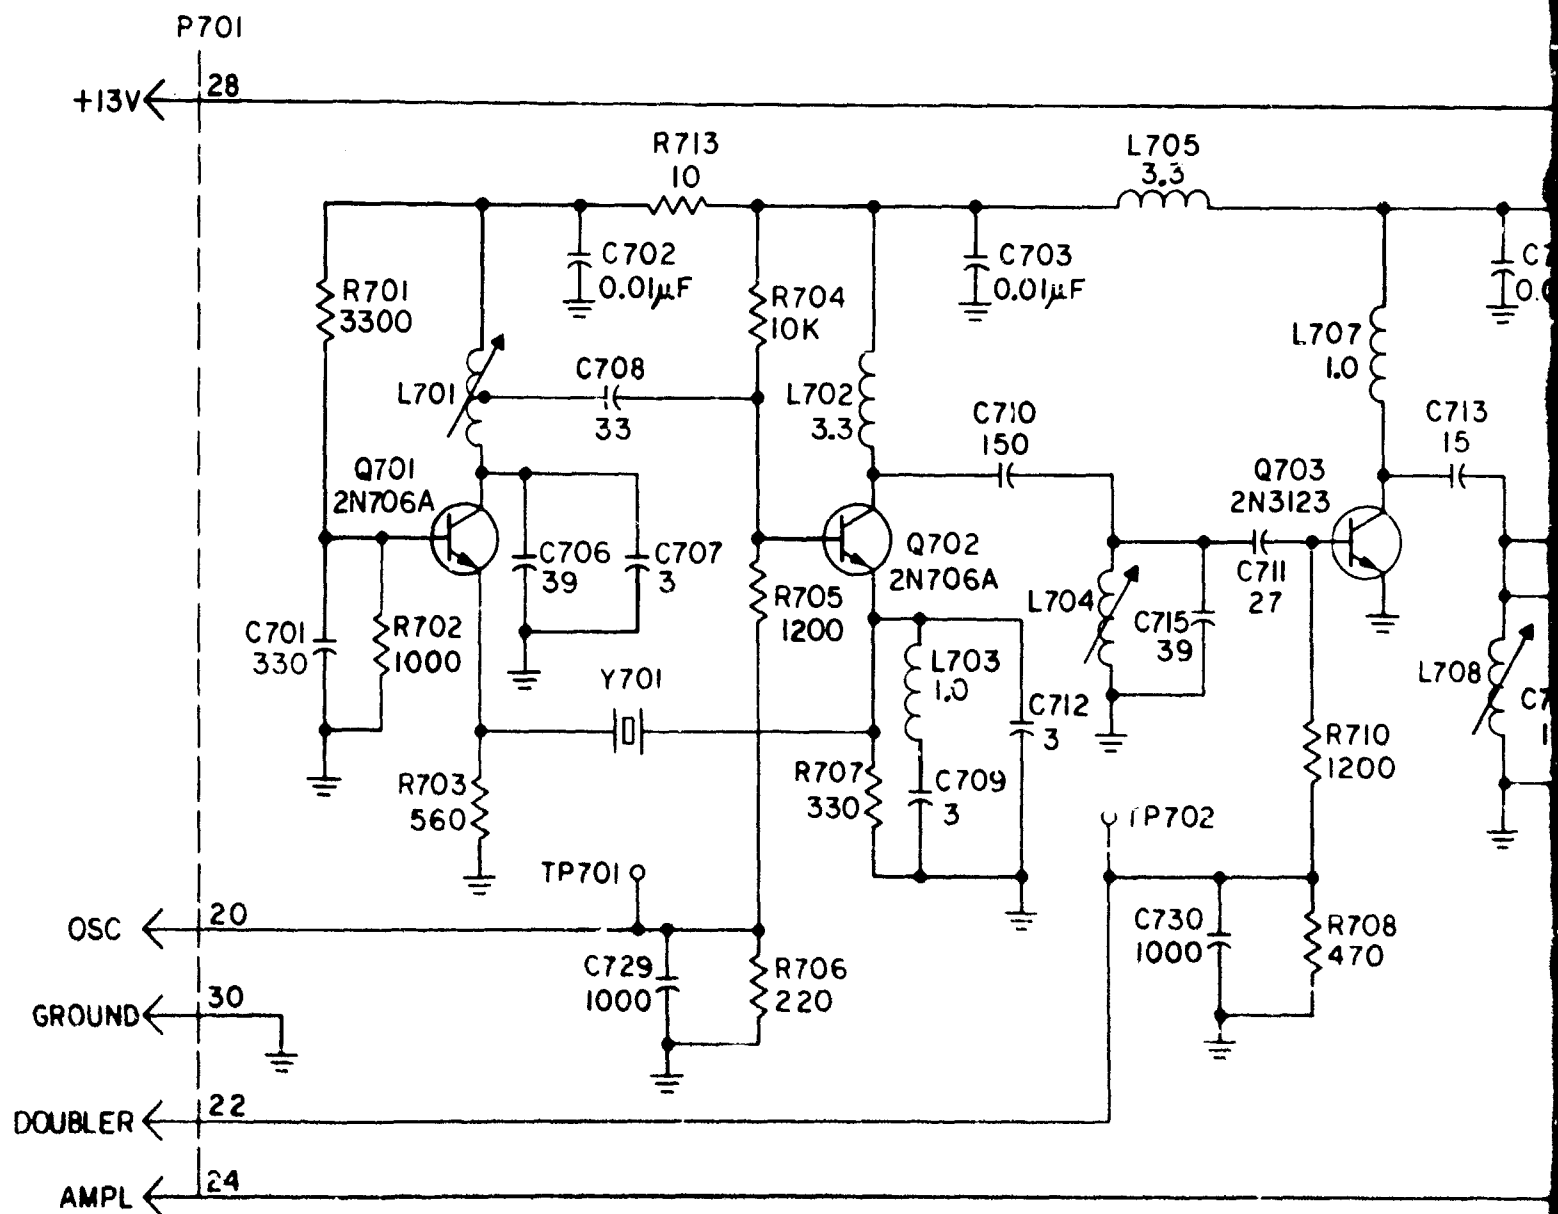 P701
+13V
28
R713
10
L705
3.3
C702
0.01µF
C703
0.01µF
R701
3300
R704
10K
L707
1.0
L701
C708
33
L702
3.3
C710
150
C713
15
Q701
2N706A
Q703
2N3123
C706
39
C707
3
Q702
2N706A
C711
27
R705
1200
L704
C715
39
C701
330
R702
1000
Y701
L703
1.0
L708
C712
3
R703
560
R707
330
C709
3
R710
1200
TP701
TP702
OSC
20
C729
1000
R706
220
C730
1000
R708
470
GROUND
30
DOUBLER
22
AMPL
24